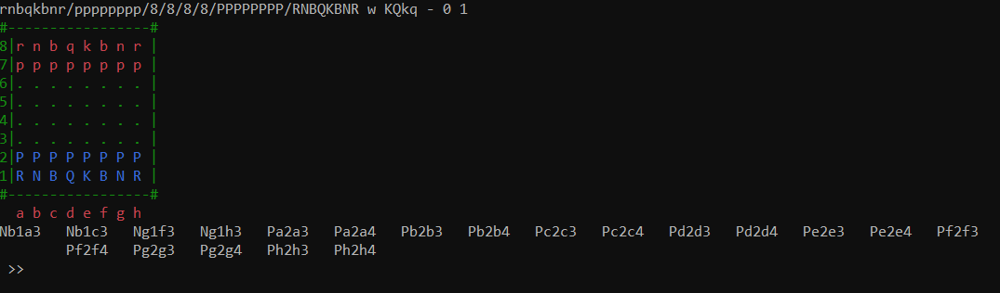 rnbqkbnr/pppppppp/8/8/8/8/PPPPPPPP/RNBQKBNR w KQkq - 0 1
#-----------------#
8|r n b q k b n r |
7|p p p p p p p p |
6|. . . . . . . . |
5|. . . . . . . . |
4|. . . . . . . . |
3|. . . . . . . . |
2|P P P P P P P P |
1|R N B Q K B N R |
#-----------------#
  a b c d e f g h
Nb1a3   Nb1c3   Ng1f3   Ng1h3   Pa2a3   Pa2a4   Pb2b3   Pb2b4   Pc2c3   Pc2c4   Pd2d3   Pd2d4   Pe2e3   Pe2e4   Pf2f3
        Pf2f4   Pg2g3   Pg2g4   Ph2h3   Ph2h4
 >>